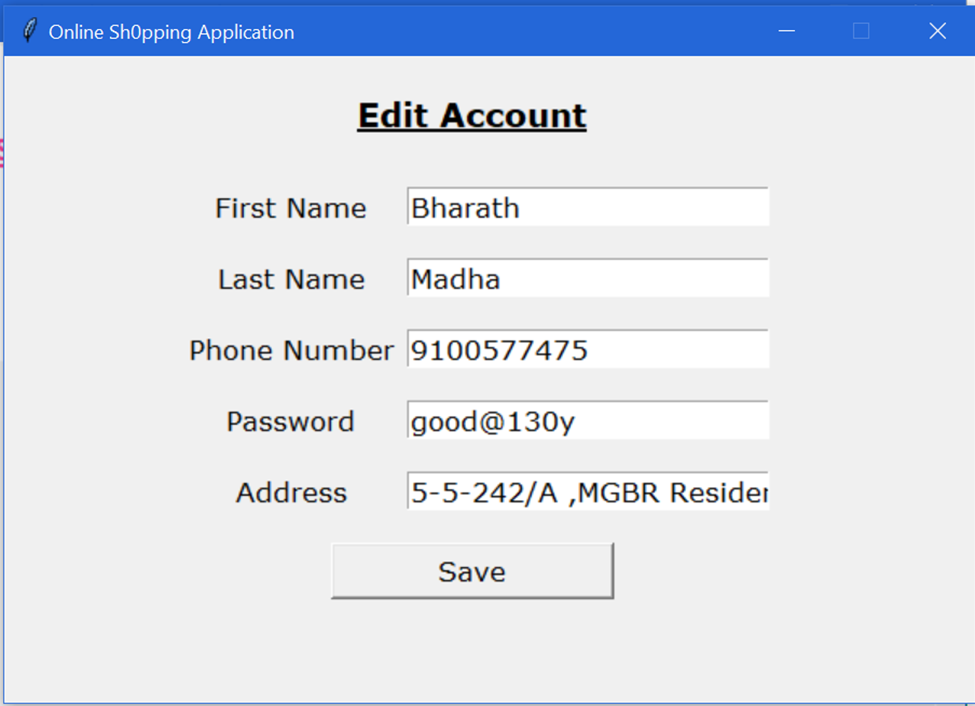 Online Sh0pping Application
Edit Account
First Name Bharath
Last Name Madha
Phone Number 9100577475
Password good@130y
Address 5-5-242/A ,MGBR
Save